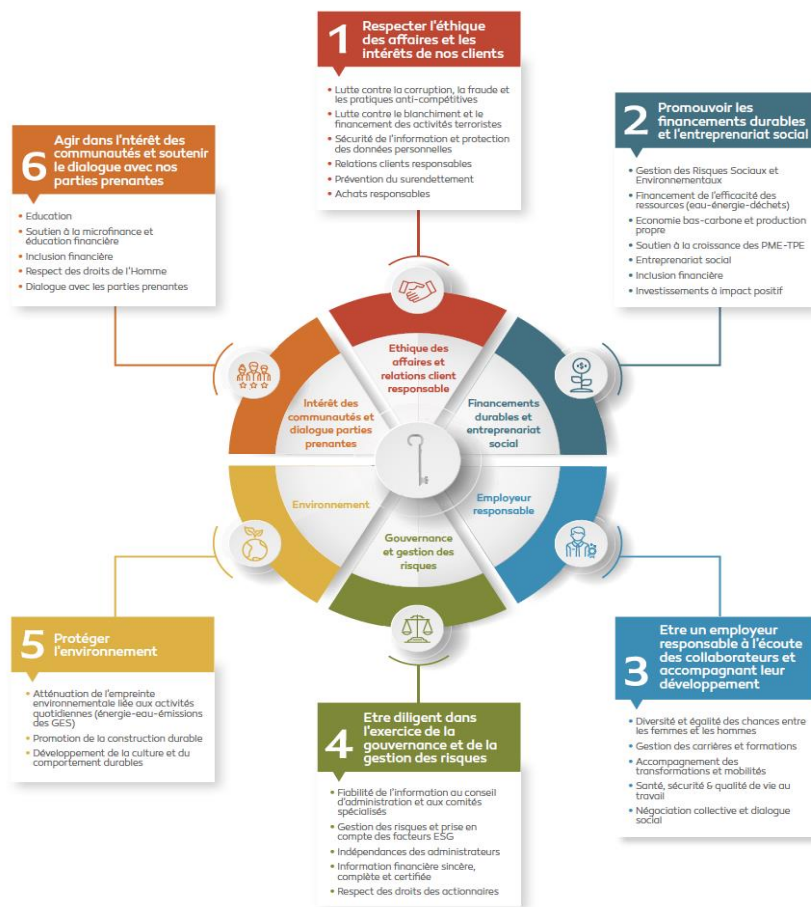 1
Respecter l'éthique
des affaires et les
intérêts de nos clients
• Lutte contre la corruption, la fraude et
les pratiques anti-compétitives
• Lutte contre le blanchiment et le
financement des activités terroristes
• Sécurité de l'information et protection
des données personnelles
• Relations clients responsables
• Prévention du surendettement
• Achats responsables
2
Promouvoir les
financements durables
et l'entreprenariat social
• Gestion des Risques Sociaux et
Environnementaux
• Financement de l'efficacité des
ressources (eau-énergie-déchets)
• Economie bas-carbone et production
propre
• Soutien à la croissance des PME-TPE
• Entreprenariat social
• Inclusion financière
• Investissements à impact positif
6
Agir dans l'ntérêt des
communautés et soutenir
le dialogue avec nos
parties prenantes
• Education
• Soutien à la microfinance et
éducation financière
• Inclusion financière
• Respect des droits de l'Homme
• Dialogue avec les parties prenantes
Ethique des
affaires et
relations client
responsable
Intérêt des
communautés et
dialogue parties
prenantes
Financements
durables et
entreprenariat
social
Environnement
Employeur
responsable
Gouvernance
et gestion des
risques
5
Protéger
l'environnement
• Atténuation de l'empreinte
environnementale liée aux activités
quotidiennes (énergie-eau-émissions
des GES)
• Promotion de la construction durable
• Développement de la culture et du
comportement durables
3
Etre un employeur
responsable à l'écoute
des collaborateurs et
accompagnant leur
développement
• Diversité et égalité des chances entre
les femmes et les hommes
• Gestion des carrières et formations
• Accompagnement des
transformations et mobilités
• Santé, sécurité & qualité de vie au
travail
• Négociation collective et dialogue
social
4
Etre diligent dans
l'exercice de la
gouvernance et de la
gestion des risques
• Fiabilité de l'information au conseil
d'administration et aux comités
spécialisés
• Gestion des risques et prise en
compte des facteurs ESG
• Indépendances des administrateurs
• Information financière sincère,
complète et certifiée
• Respect des droits des actionnaires